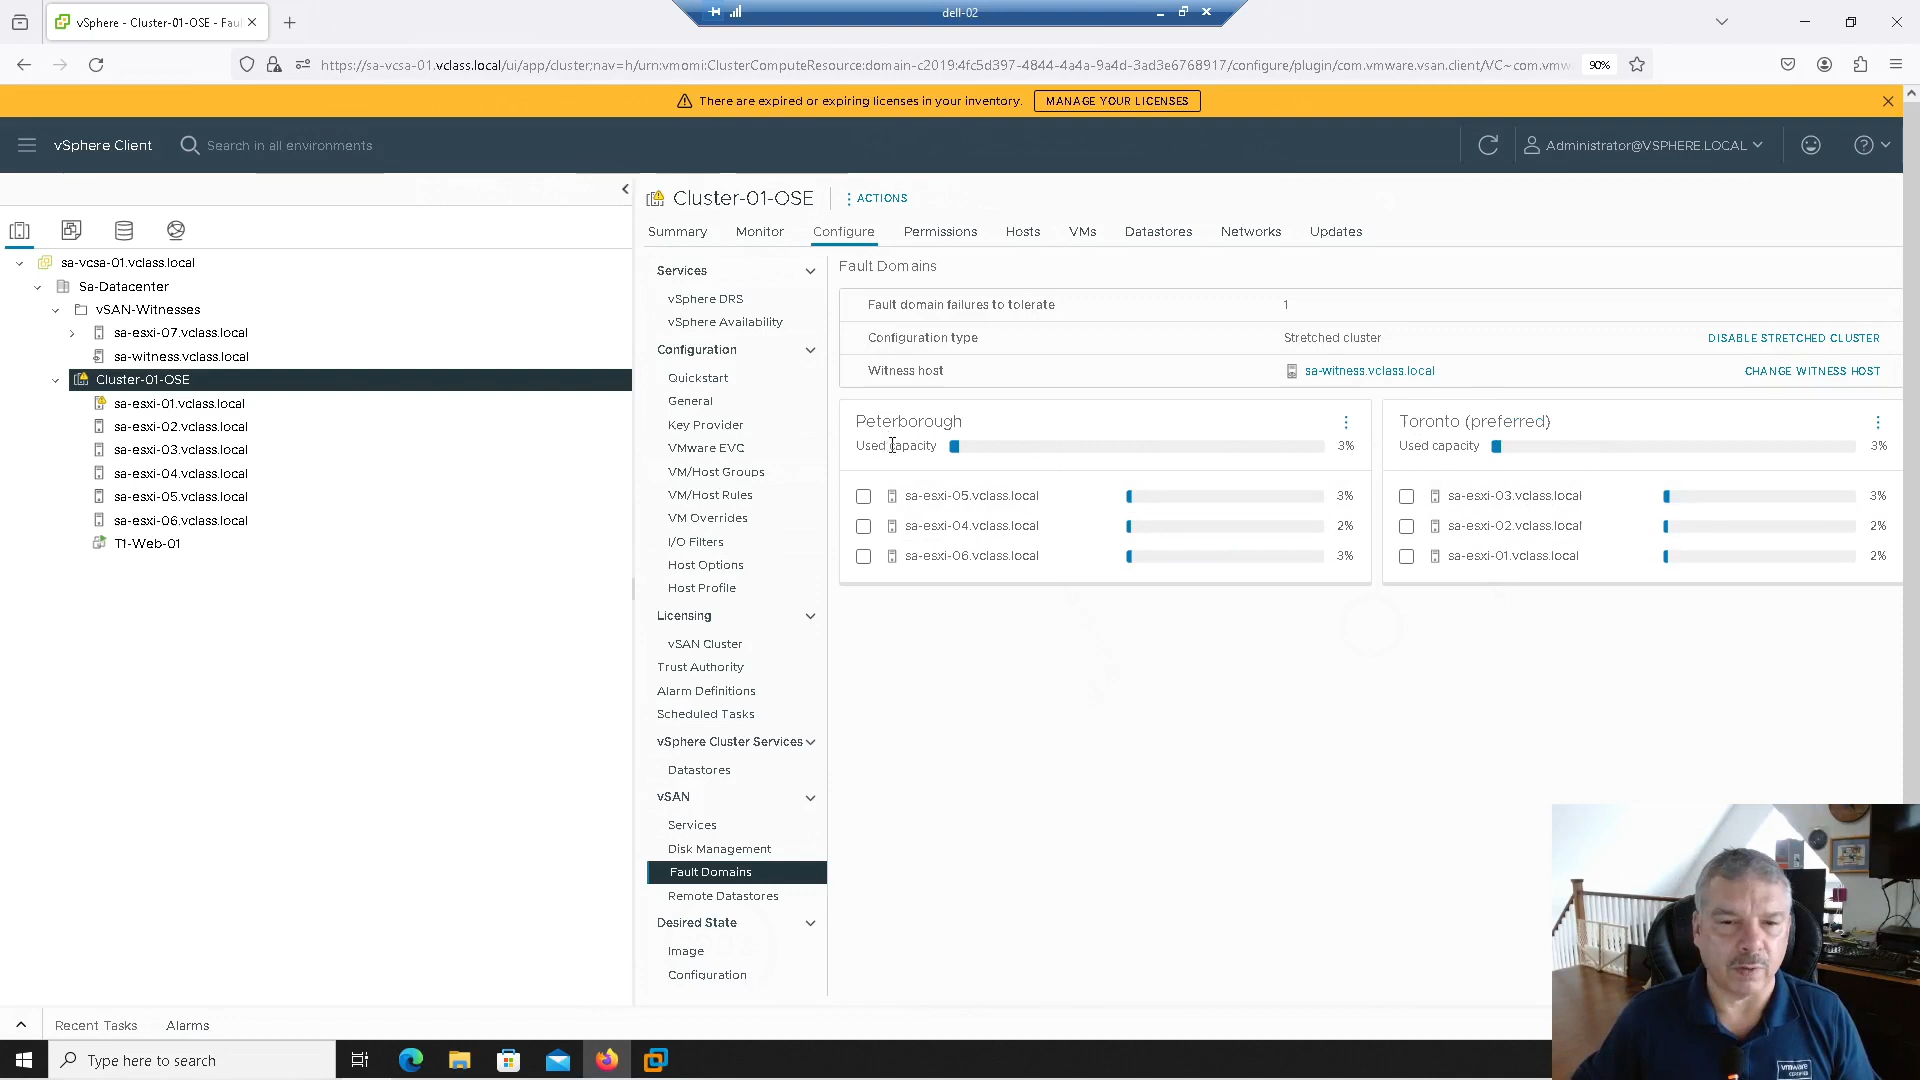 vSphere - Cluster-01-OSE - Fau
dell-02
https://sa-vcsa-01.vclass.local/ui/app/cluster;nav=h/urn:vmomi:ClusterComputeResource:domain-c2019:4fc5d397-4844-4a4a-9a4d-3ad3e6768917/configure/plugin/com.vmware.vsan.client/VC~com.vmw
90%
There are expired or expiring licenses in your inventory.
MANAGE YOUR LICENSES
vSphere Client
Search in all environments
Administrator@VSPHERE.LOCAL
sa-vcsa-01.vclass.local
Sa-Datacenter
vSAN-Witnesses
sa-esxi-07.vclass.local
sa-witness.vclass.local
Cluster-01-OSE
sa-esxi-01.vclass.local
sa-esxi-02.vclass.local
sa-esxi-03.vclass.local
sa-esxi-04.vclass.local
sa-esxi-05.vclass.local
sa-esxi-06.vclass.local
T1-Web-01
Cluster-01-OSE
ACTIONS
Summary Monitor Configure Permissions Hosts VMs Datastores Networks Updates
Services
vSphere DRS
vSphere Availability
Configuration
Quickstart
General
Key Provider
VMware EVC
VM/Host Groups
VM/Host Rules
VM Overrides
I/O Filters
Host Options
Host Profile
Licensing
vSAN Cluster
Trust Authority
Alarm Definitions
Scheduled Tasks
vSphere Cluster Services
Datastores
vSAN
Services
Disk Management
Fault Domains
Remote Datastores
Desired State
Image
Configuration
Fault Domains
Fault domain failures to tolerate 1
Configuration type Stretched cluster DISABLE STRETCHED CLUSTER
Witness host sa-witness.vclass.local CHANGE WITNESS HOST
Peterborough
Used capacity 3%
sa-esxi-05.vclass.local 3%
sa-esxi-04.vclass.local 2%
sa-esxi-06.vclass.local 3%
Toronto (preferred)
Used capacity 3%
sa-esxi-03.vclass.local 3%
sa-esxi-02.vclass.local 2%
sa-esxi-01.vclass.local 2%
Recent Tasks Alarms
Type here to search
vmware